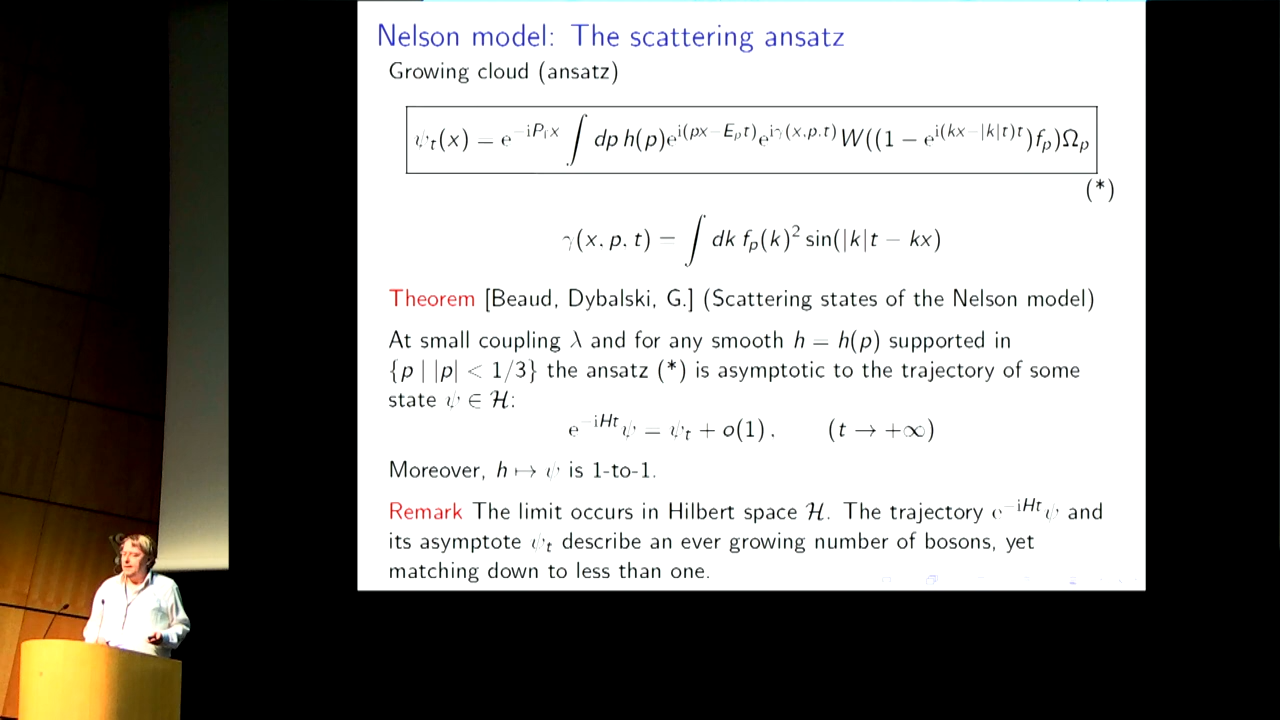 Nelson model: The scattering ansatz
Growing cloud (ansatz)
ψₜ(x) = e^{−iP_f x} ∫ dp h(p)e^{i(px−E_p t)}e^{iγ(x,p,t)}W((1 − e^{i(kx−|k|t)t})f_p)Ω_p
(*)
γ(x, p, t) = ∫ dk f_p(k)² sin(|k|t − kx)
Theorem [Beaud, Dybalski, G.] (Scattering states of the Nelson model)
At small coupling λ and for any smooth h = h(p) supported in
{p | |p| < 1/3} the ansatz (*) is asymptotic to the trajectory of some
state ψ ∈ ℋ:
e^{−iHt}ψ = ψₜ + o(1) . (t → +∞)
Moreover, h ↦ ψ is 1-to-1.
Remark The limit occurs in Hilbert space ℋ. The trajectory e^{−iHt}ψ and
its asymptote ψₜ describe an ever growing number of bosons, yet
matching down to less than one.